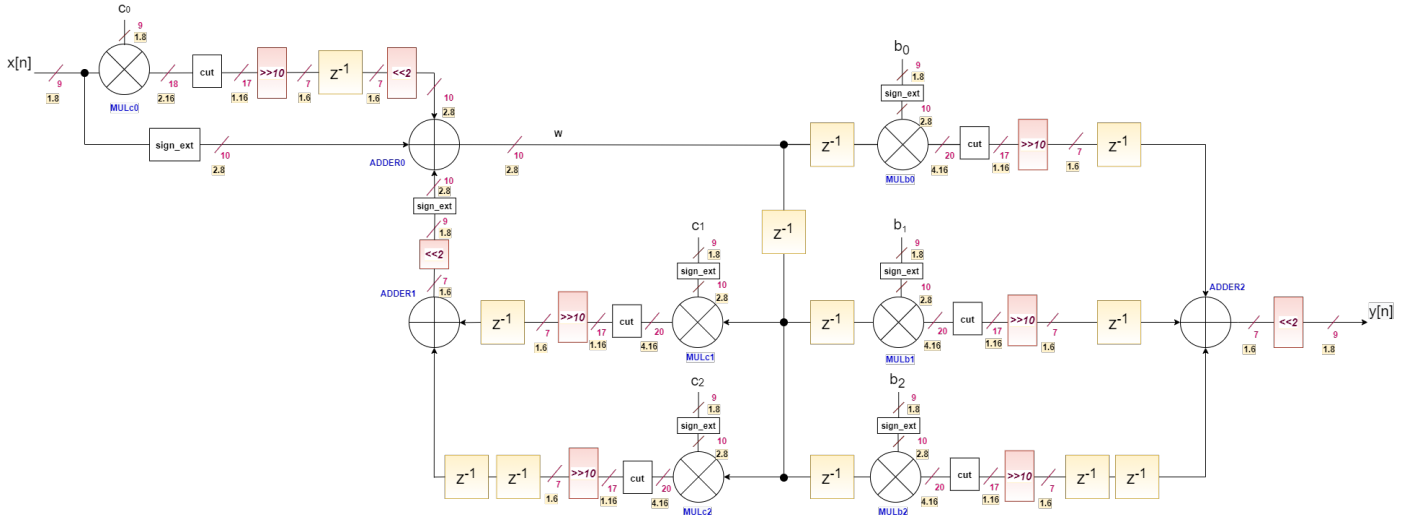 C0
9
1.8
x[n]
9
1.8
MULc0
18
2.16
cut
17
1.16
>>10
7
1.6
z-1
7
1.6
<<2
10
2.8
sign_ext
10
2.8
ADDER0
10
2.8
w
10
2.8
sign_ext
9
1.8
<<2
7
1.6
ADDER1
z-1
z-1
b0
9
1.8
sign_ext
10
2.8
MULb0
20
4.16
cut
17
1.16
>>10
7
1.6
z-1
C1
9
1.8
sign_ext
10
2.8
MULc1
20
4.16
cut
17
1.16
>>10
7
1.6
z-1
z-1
b1
9
1.8
sign_ext
10
2.8
MULb1
20
4.16
cut
17
1.16
>>10
7
1.6
z-1
ADDER2
7
1.6
<<2
9
1.8
y[n]
C2
9
1.8
sign_ext
10
2.8
MULc2
20
4.16
cut
17
1.16
>>10
7
1.6
z-1
z-1
z-1
b2
9
1.8
sign_ext
10
2.8
MULb2
20
4.16
cut
17
1.16
>>10
7
1.6
z-1
z-1